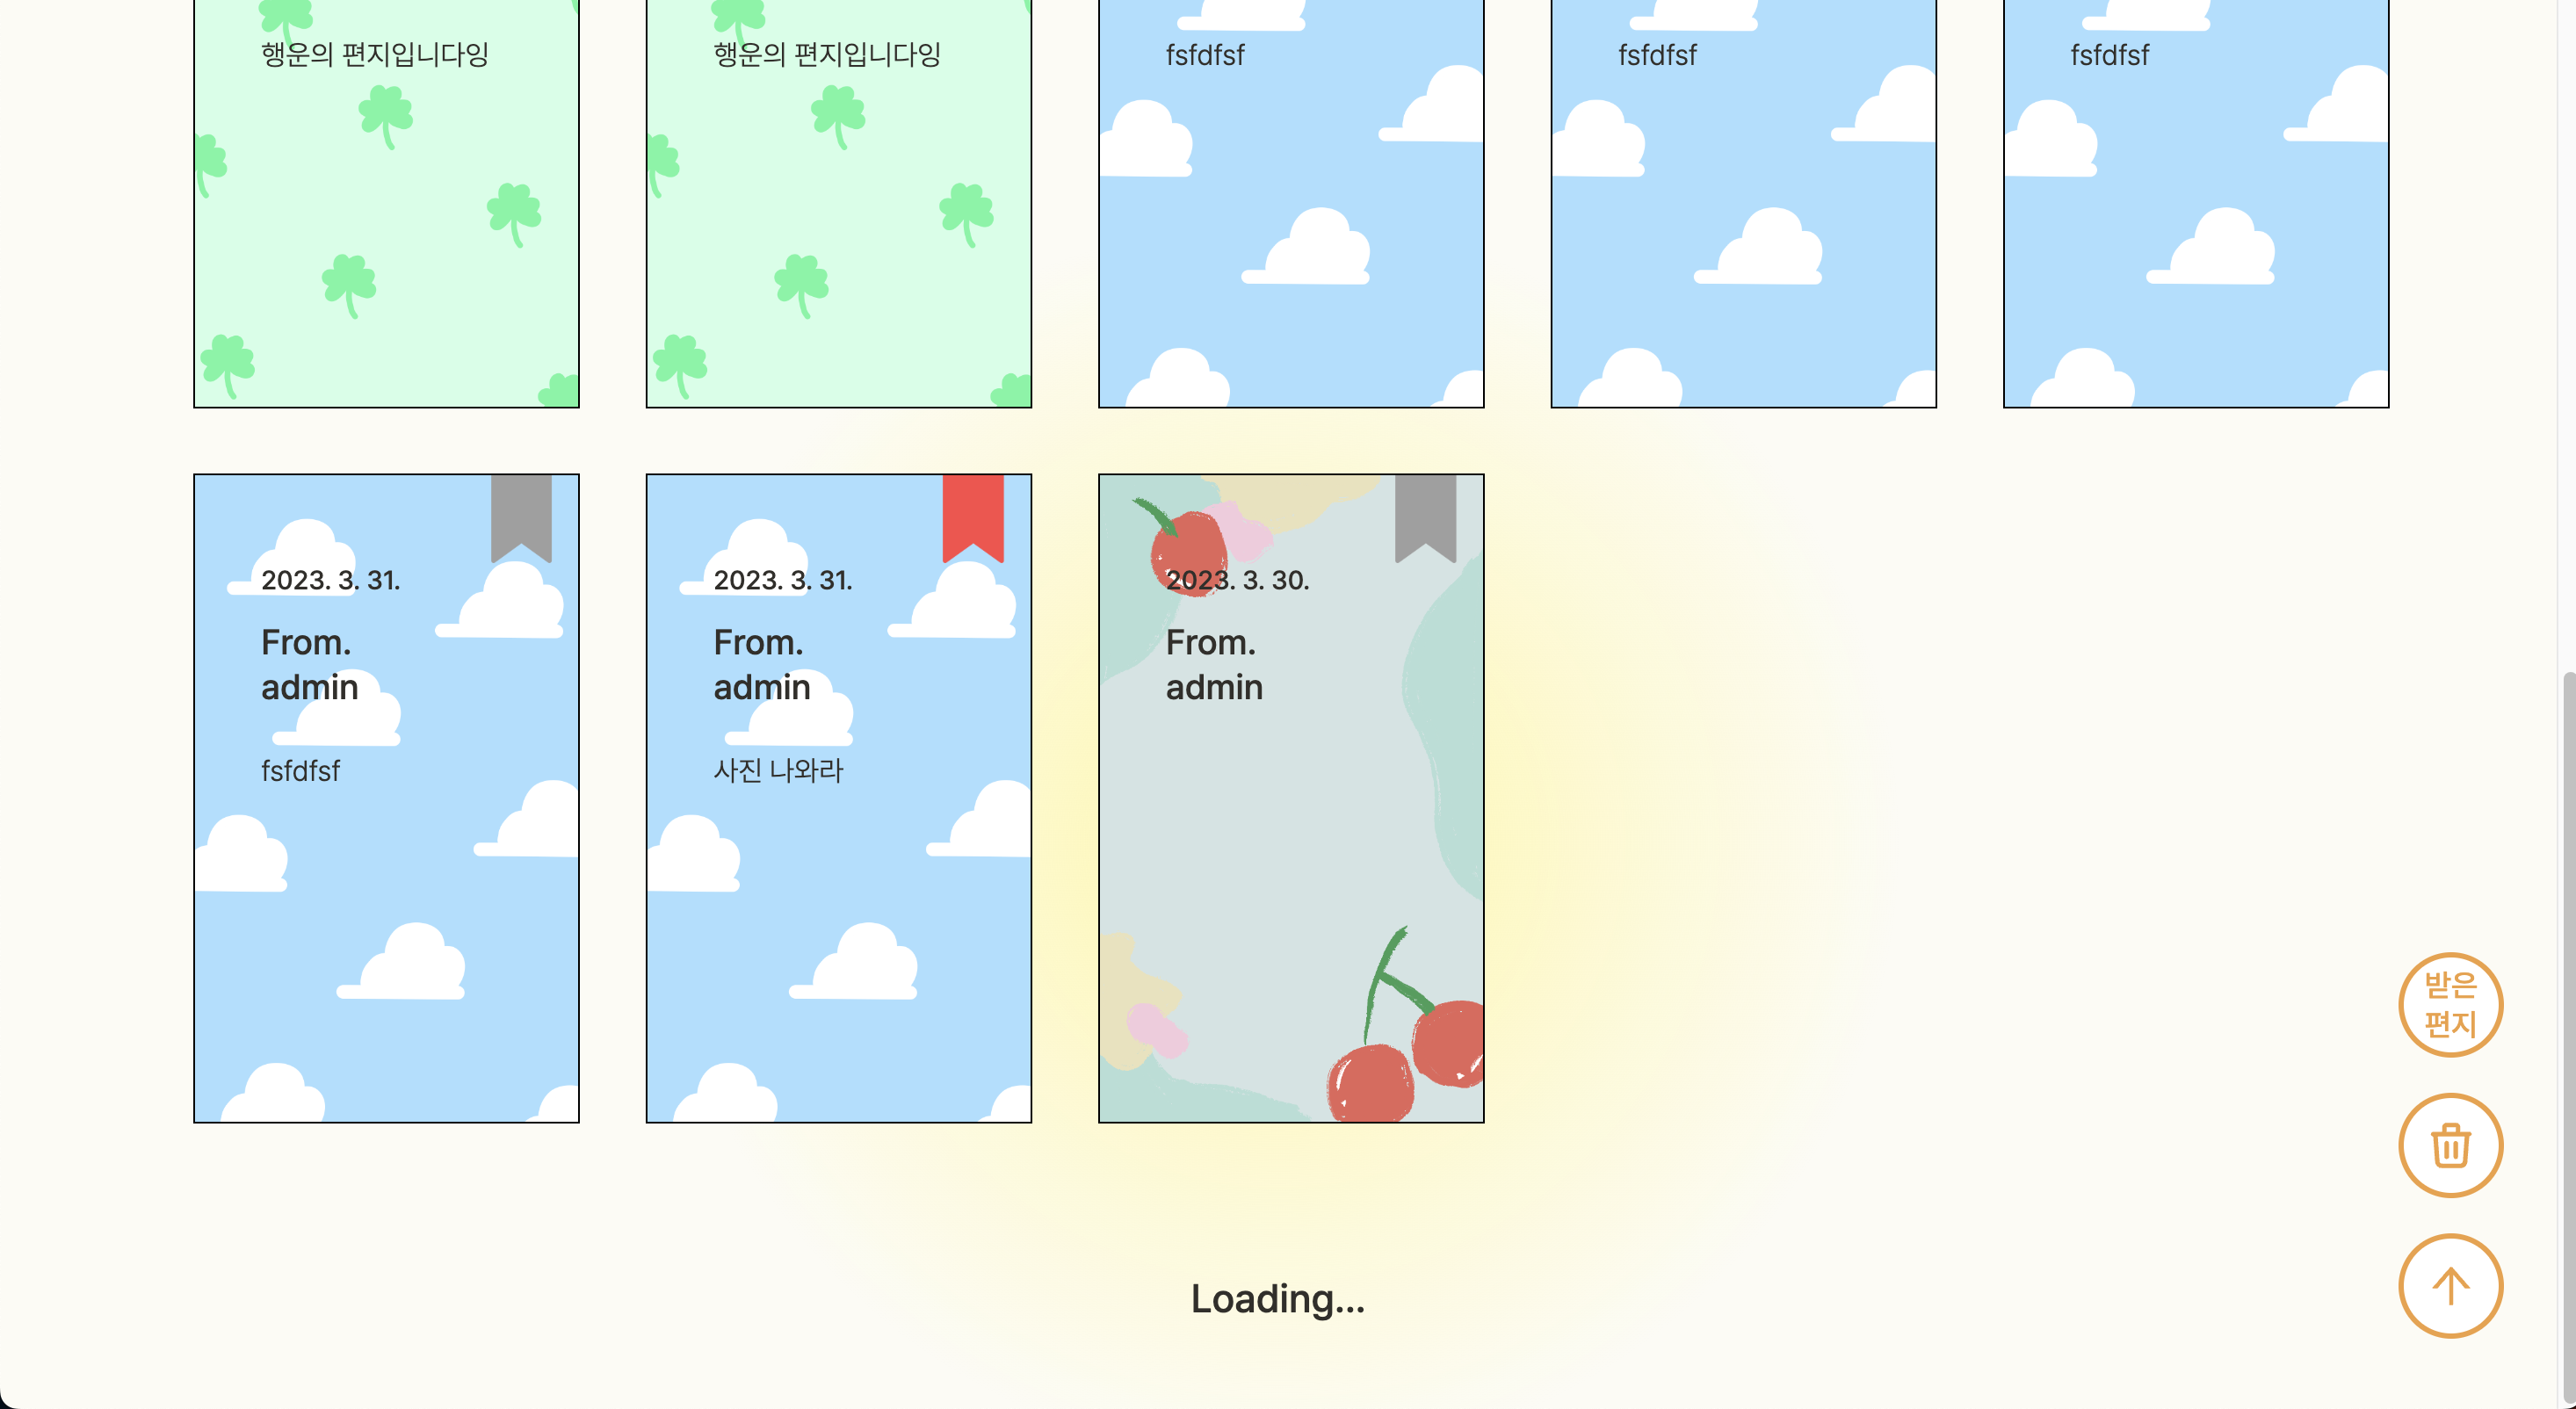 행운의 편지입니다잉
행운의 편지입니다잉
fsfdfsf
fsfdfsf
fsfdfsf
2023. 3. 31.
From.
admin
fsfdfsf
2023. 3. 31.
From.
admin
사진 나와라
2023. 3. 30.
From.
admin
받은
편지
Loading...